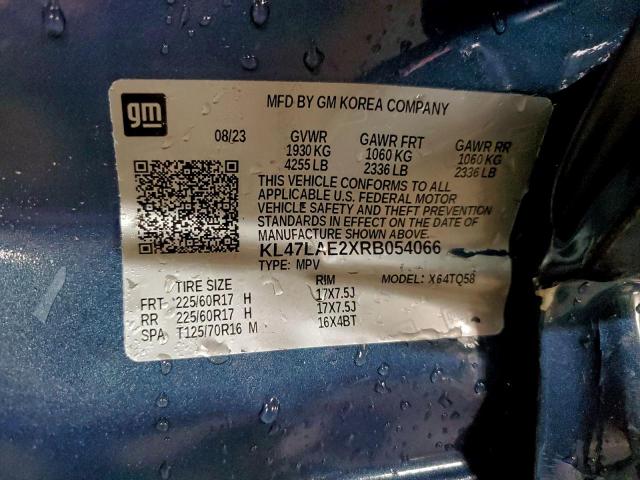 gm
MFD BY GM KOREA COMPANY
08/23 GVWR GAWR FRT GAWR RR
1930 KG 1060 KG 1060 KG
4255 LB 2336 LB 2336 LB
THIS VEHICLE CONFORMS TO ALL
APPLICABLE U.S. FEDERAL MOTOR
VEHICLE SAFETY AND THEFT PREVENTION
STANDARDS IN EFFECT ON THE DATE OF
MANUFACTURE SHOWN ABOVE.
KL47LAE2XRB054066
TYPE: MPV MODEL: X64TQ58
TIRE SIZE RIM
FRT 225/60R17 H 17X7.5J
RR 225/60R17 H 17X7.5J
SPA T125/70R16 M 16X4BT